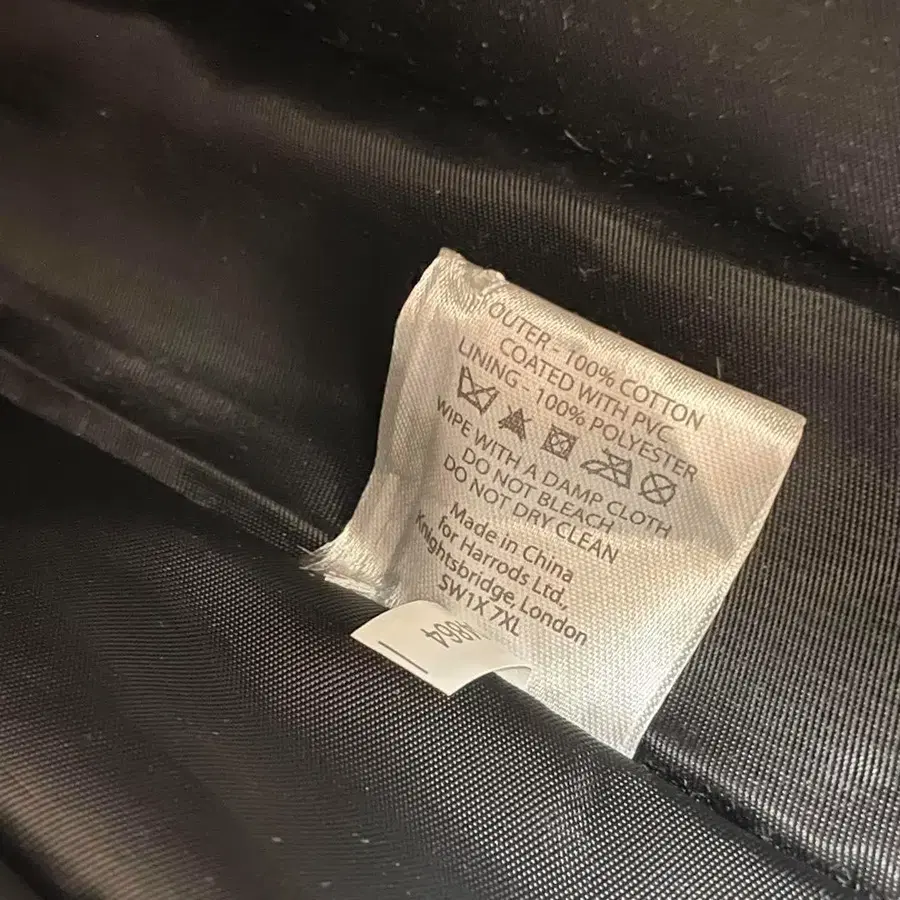 OUTER - 100% COTTON
COATED WITH PVC
LINING - 100% POLYESTER
WIPE WITH A DAMP CLOTH
DO NOT BLEACH
DO NOT DRY CLEAN
Made in China
for Harrods Ltd.,
Knightsbridge, London
SW1X 7XL